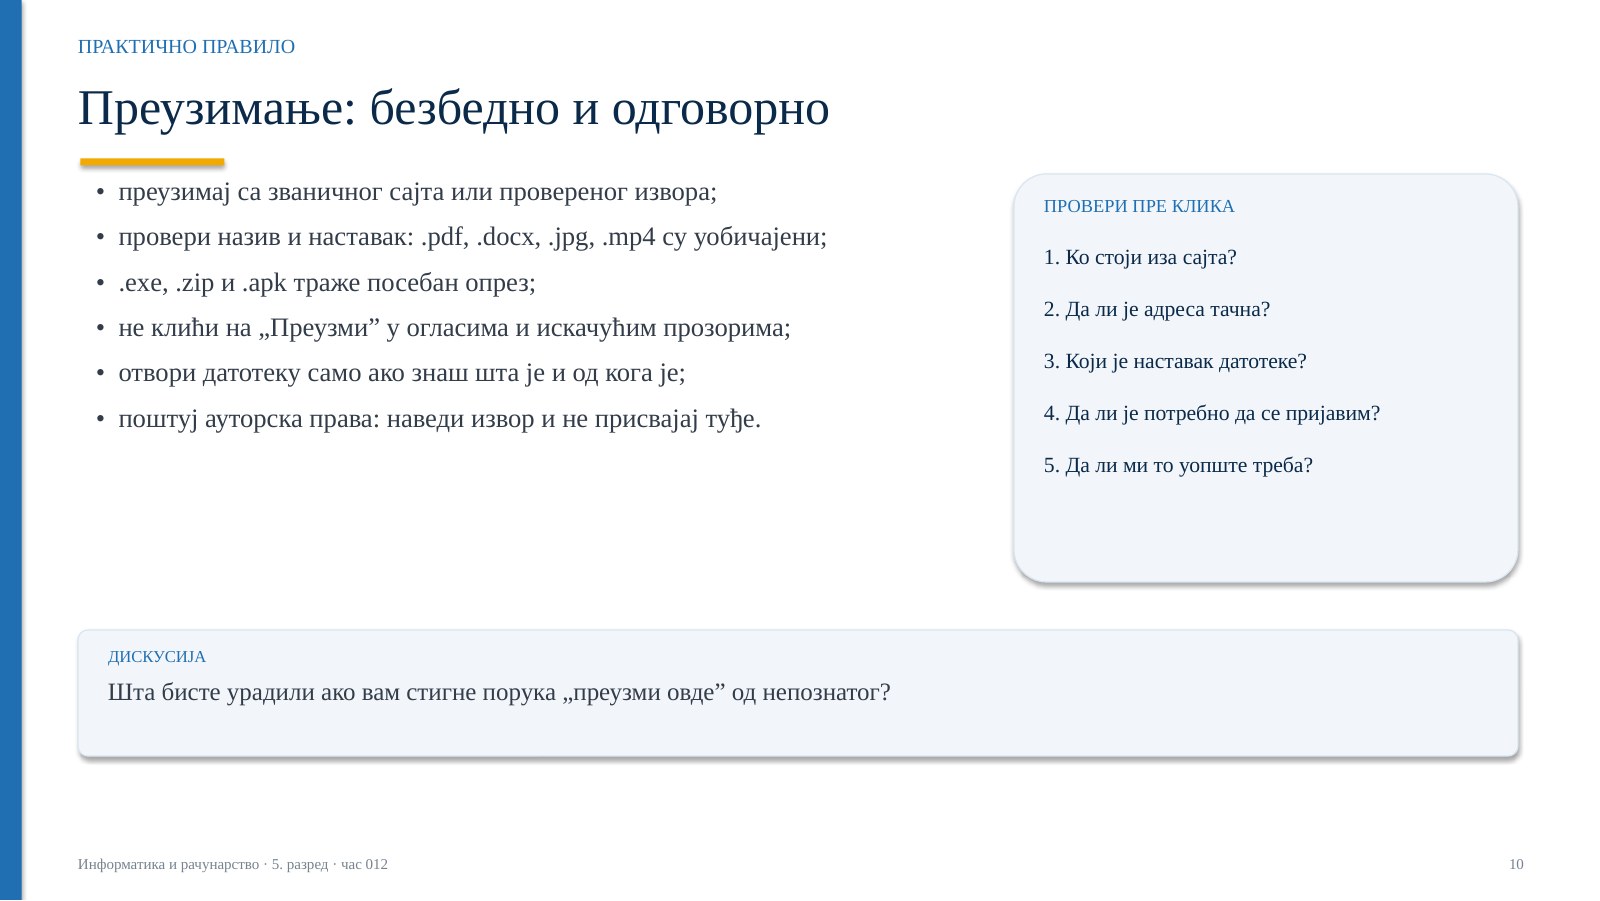 ПРАКТИЧНО ПРАВИЛО
Преузимање: безбедно и одговорно
• преузимај са званичног сајта или провереног извора;
• провери назив и наставак: .pdf, .docx, .jpg, .mp4 су уобичајени;
• .exe, .zip и .apk траже посебан опрез;
• не клићи на „Преузми” у огласима и искачућим прозорима;
• отвори датотеку само ако знаш шта је и од кога је;
• поштуј ауторска права: наведи извор и не присвајај туђе.
ПРОВЕРИ ПРЕ КЛИКА
1. Ко стоји иза сајта?
2. Да ли је адреса тачна?
3. Који је наставак датотеке?
4. Да ли је потребно да се пријавим?
5. Да ли ми то уопште треба?
ДИСКУСИЈА
Шта бисте урадили ако вам стигне порука „преузми овде” од непознатог?
Информатика и рачунарство · 5. разред · час 012
10